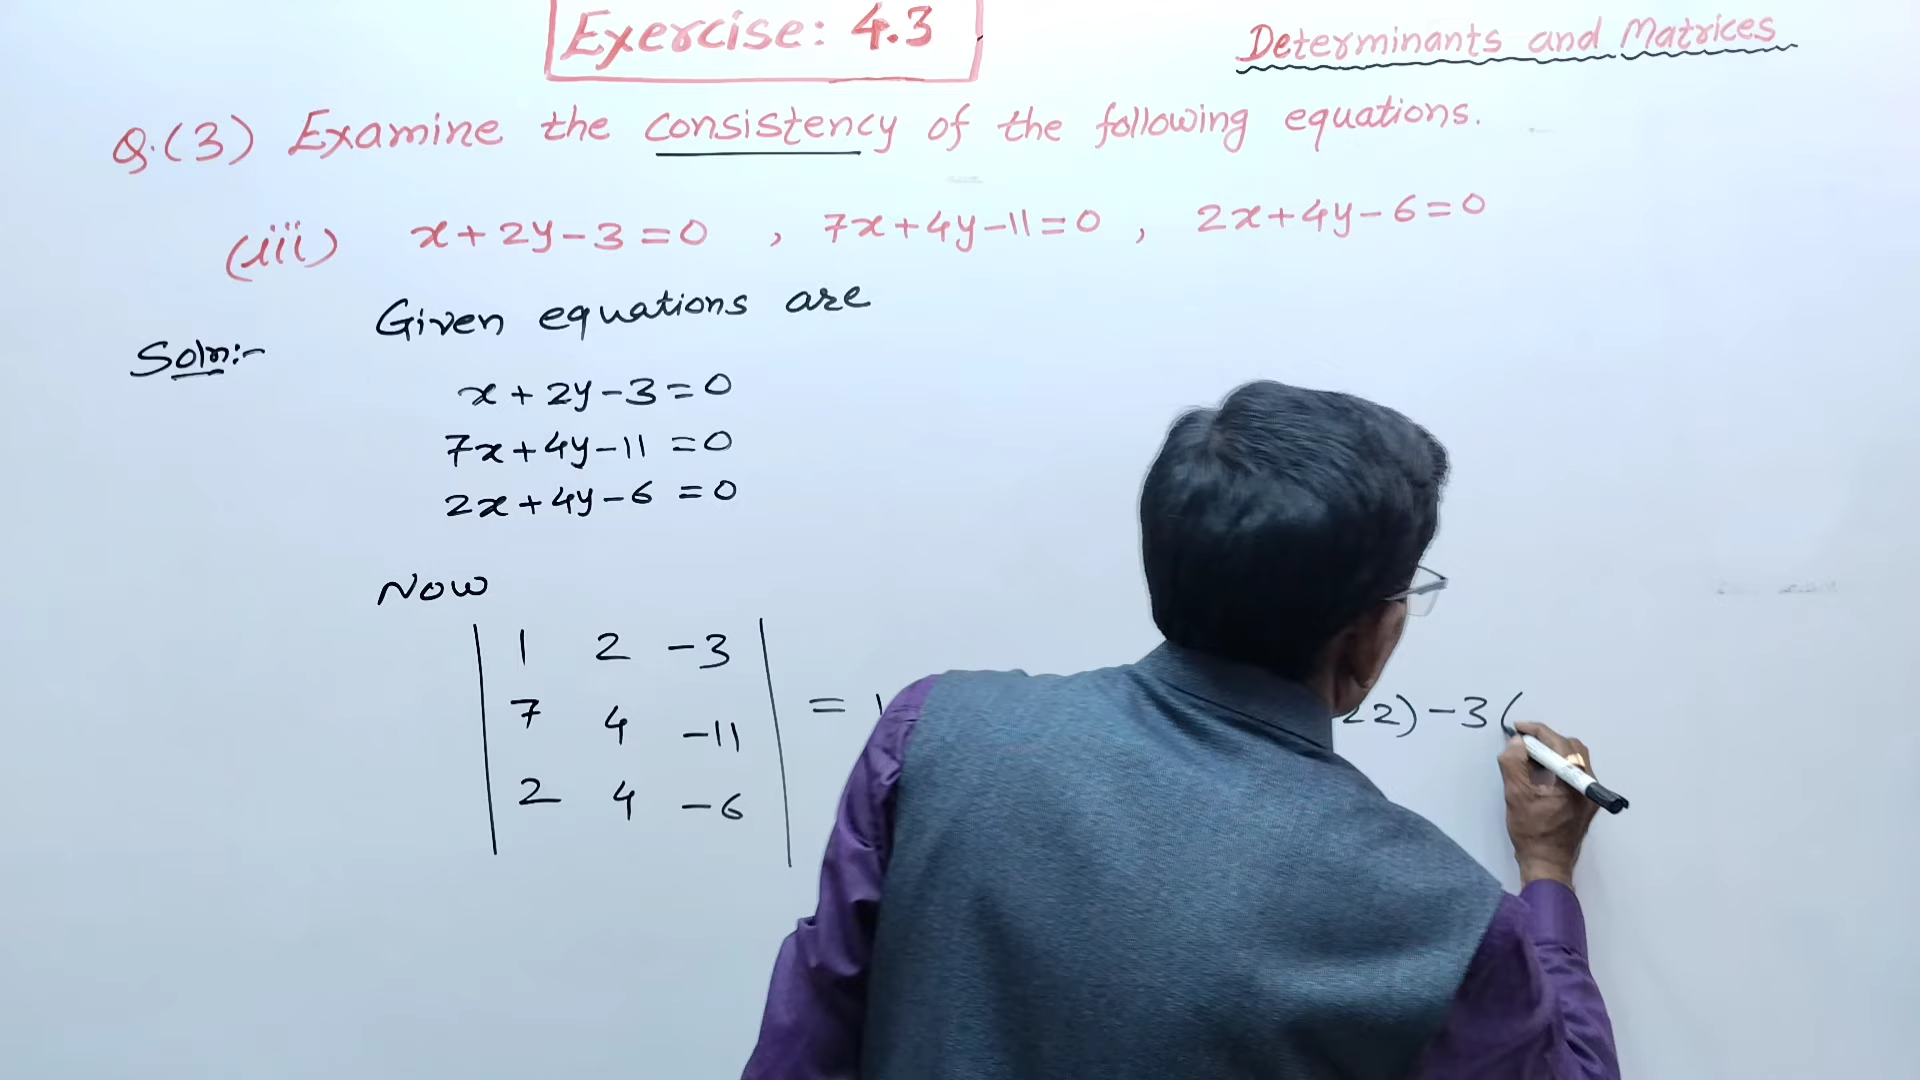 Exercise: 4.3
Determinants and Matrices
Q.(3) Examine the consistency of the following equations.
(iii) x+2y-3=0 , 7x+4y-11=0 , 2x+4y-6=0
Given equations are
Soln:-
x+2y-3=0
7x+4y-11=0
2x+4y-6=0
Now
1 2 -3
7 4 -11 = 1 22)-3(
2 4 -6